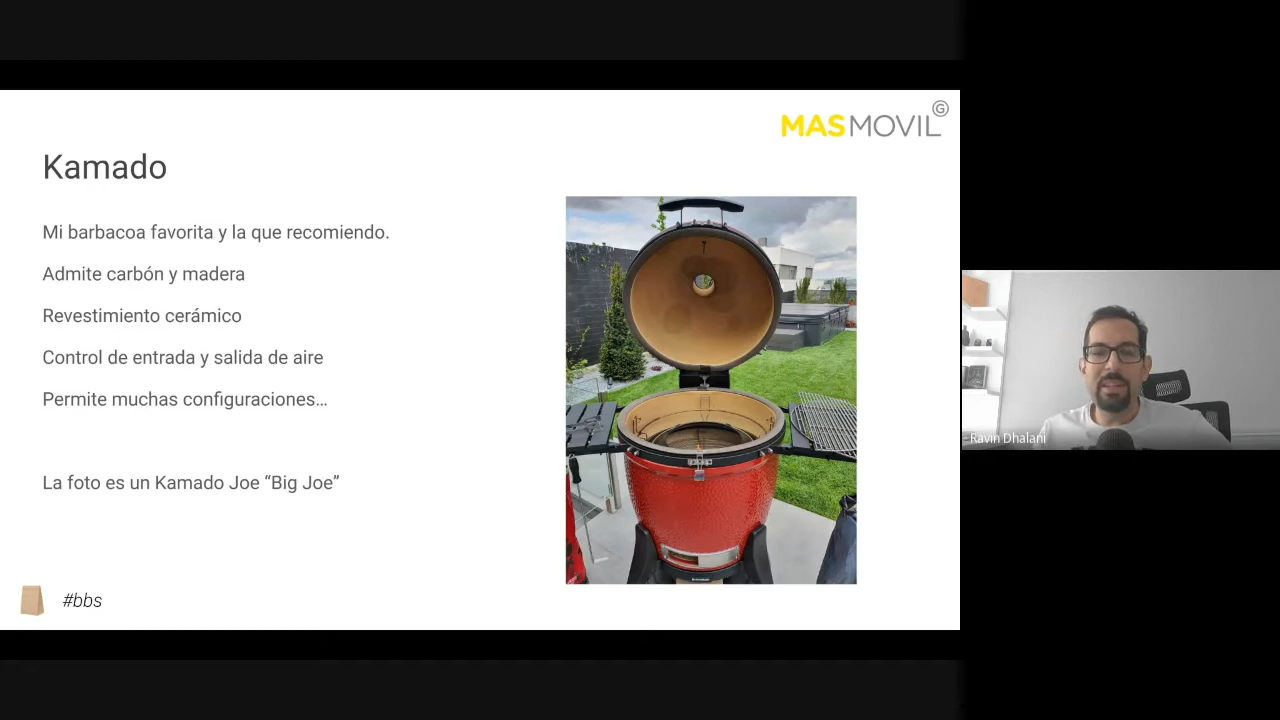 MASMOVIL G
Kamado
Mi barbacoa favorita y la que recomiendo.
Admite carbón y madera
Revestimiento cerámico
Control de entrada y salida de aire
Permite muchas configuraciones…
La foto es un Kamado Joe “Big Joe”
#bbs
- Ravin Dhalani